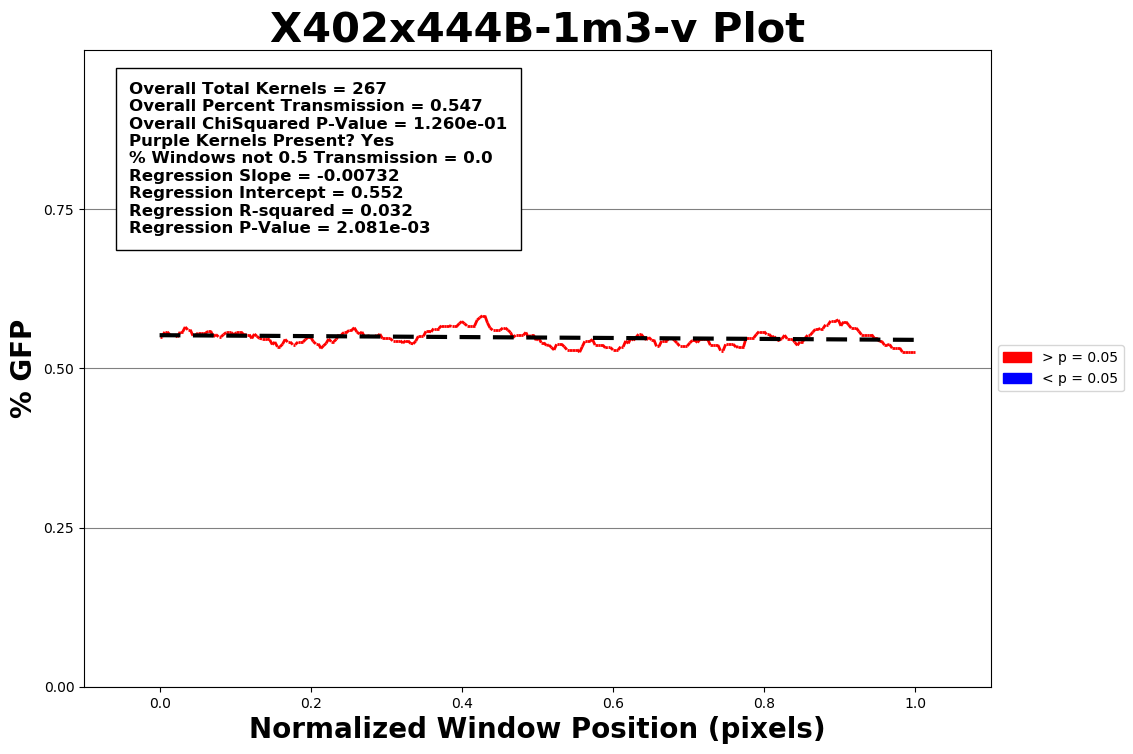 X402x444B-1m3-v Plot
Overall Total Kernels = 267
Overall Percent Transmission = 0.547
Overall ChiSquared P-Value = 1.260e-01
Purple Kernels Present? Yes
% Windows not 0.5 Transmission = 0.0
Regression Slope = -0.00732
Regression Intercept = 0.552
Regression R-squared = 0.032
Regression P-Value = 2.081e-03
0.75
0.50
0.25
0.00
% GFP
> p = 0.05
< p = 0.05
0.0 0.2 0.4 0.6 0.8 1.0
Normalized Window Position (pixels)